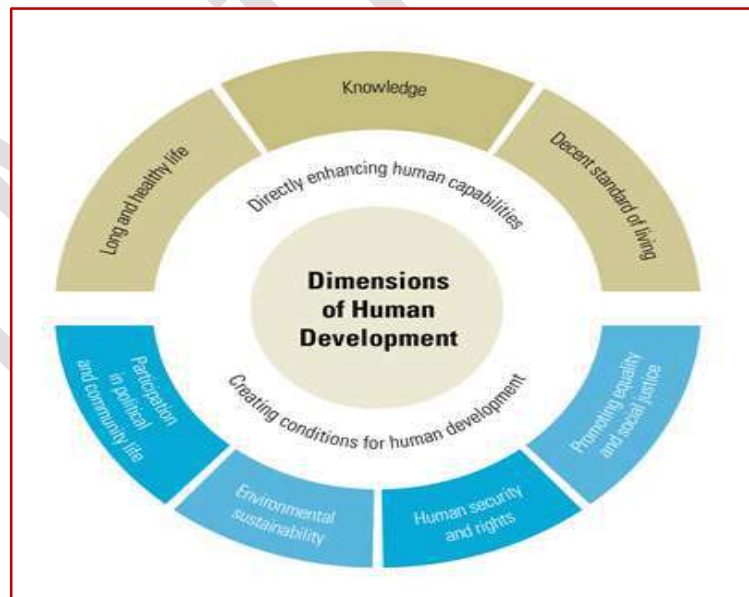 Knowledge
Long and healthy life
Decent standard of living
Directly enhancing human capabilities
Dimensions
of Human
Development
Creating conditions for human development
Participation
in political
and community life
Environmental
sustainability
Human security
and rights
Promoting equality
and social justice